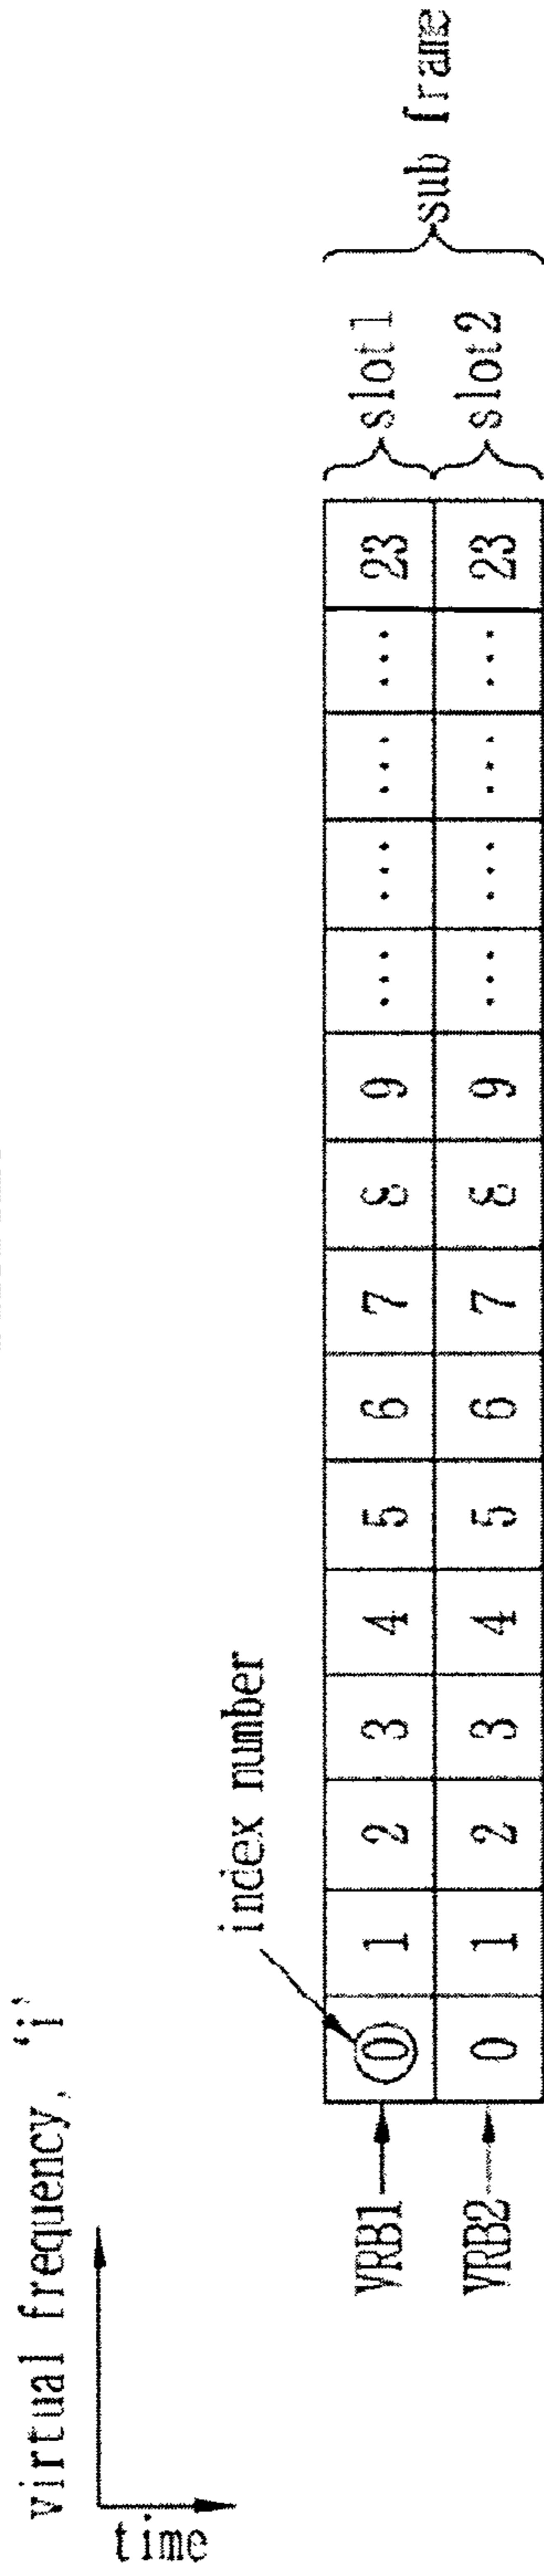 virtual frequency, 'i'
time
index number
VRB1 0 1 2 3 4 5 6 7 8 9 ... ... ... ... 23 slot1
VRB2 0 1 2 3 4 5 6 7 8 9 ... ... ... ... 23 slot2
sub frame